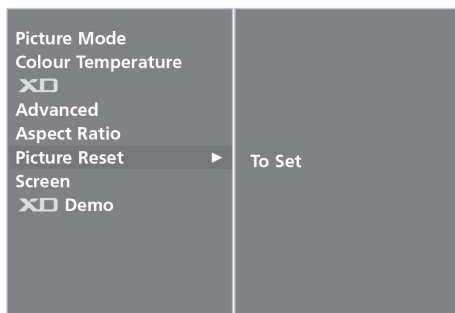 Picture Mode
Colour Temperature
XD
Advanced
Aspect Ratio
Picture Reset ►
To Set
Screen
XD Demo